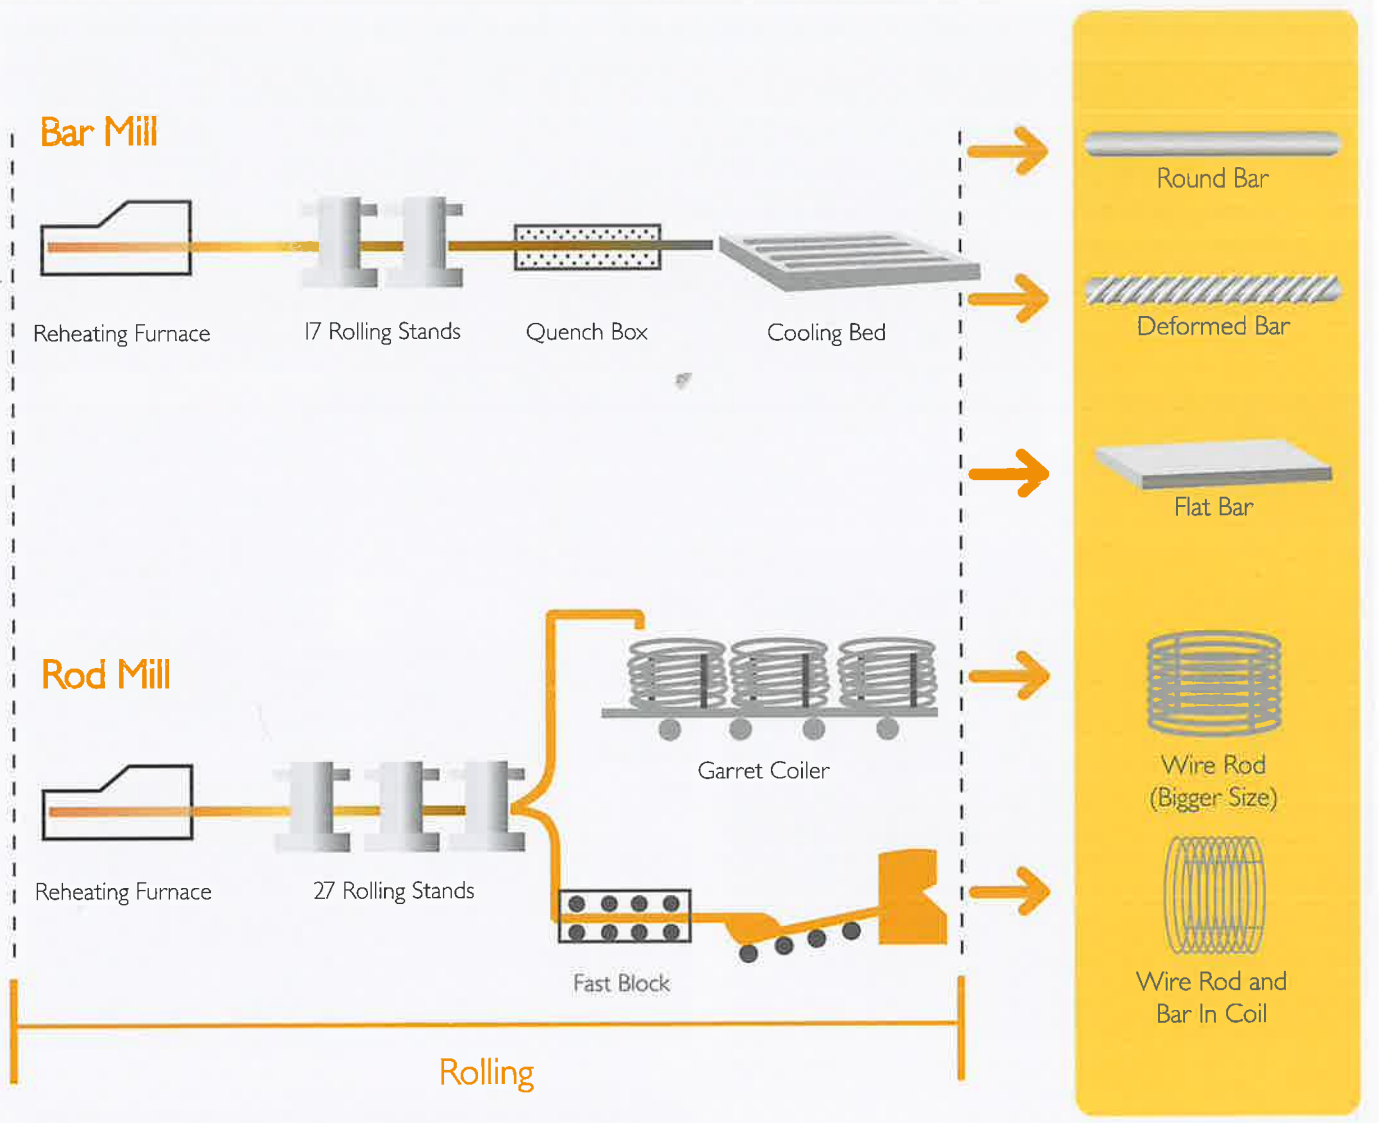 Bar Mill
Reheating Furnace
17 Rolling Stands
Quench Box
Cooling Bed
Round Bar
Deformed Bar
Flat Bar
Rod Mill
Reheating Furnace
27 Rolling Stands
Garret Coiler
Fast Block
Wire Rod
(Bigger Size)
Wire Rod and
Bar In Coil
Rolling